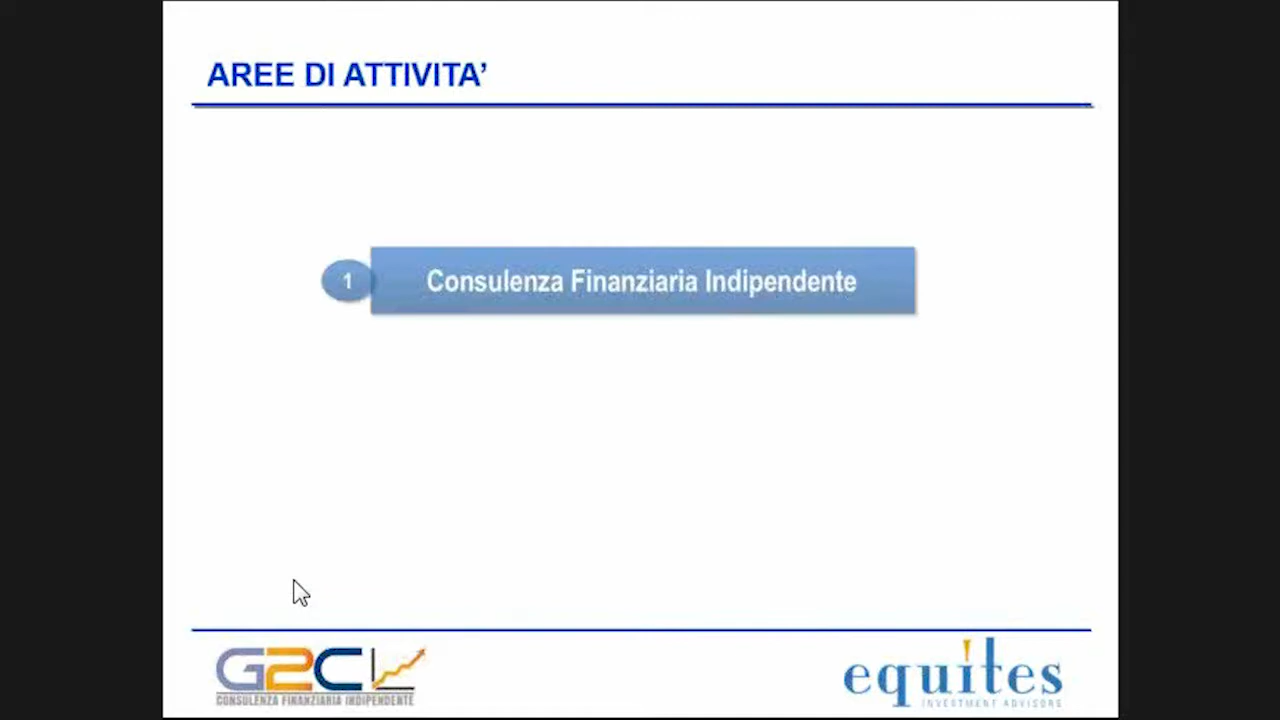 AREE DI ATTIVITA’
1
Consulenza Finanziaria Indipendente
G2C
CONSULENZA FINANZIARIA INDIPENDENTE
equites
INVESTMENT ADVISORS